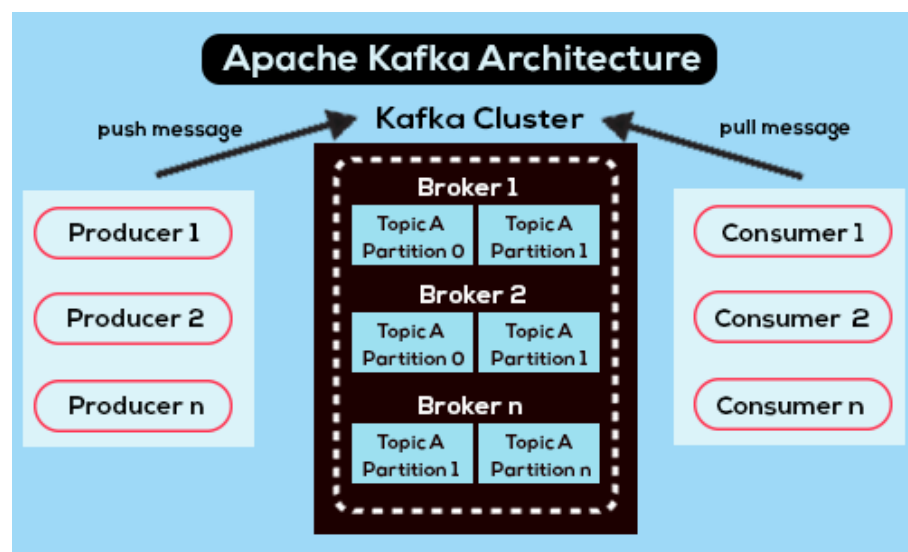 Apache Kafka Architecture
push message
Kafka Cluster
pull message
Producer 1
Producer 2
Producer n
Broker 1
Topic A
Partition 0
Topic A
Partition 1
Broker 2
Topic A
Partition 0
Topic A
Partition 1
Broker n
Topic A
Partition 1
Topic A
Partition n
Consumer 1
Consumer 2
Consumer n